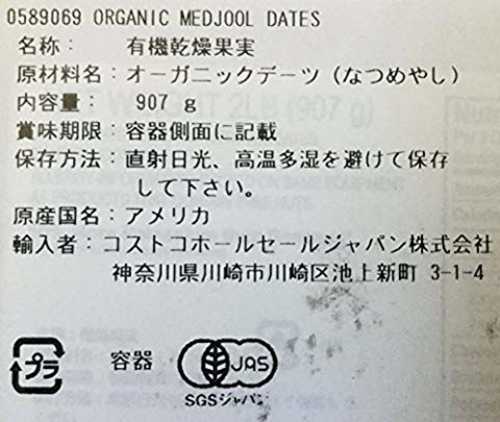 0589069 ORGANIC MEDJOOL DATES
名称: 有機乾燥果実
原材料名:オーガニックデーツ(なつめやし)
内容量: 907 g
賞味期限:容器側面に記載
保存方法:直射日光、高温多湿を避けて保存
して下さい。
原産国名:アメリカ
輸入者:コストコホールセールジャパン株式会社
神奈川県川崎市川崎区池上新町 3-1-4
プラ 容器 JAS
SGSジャパン